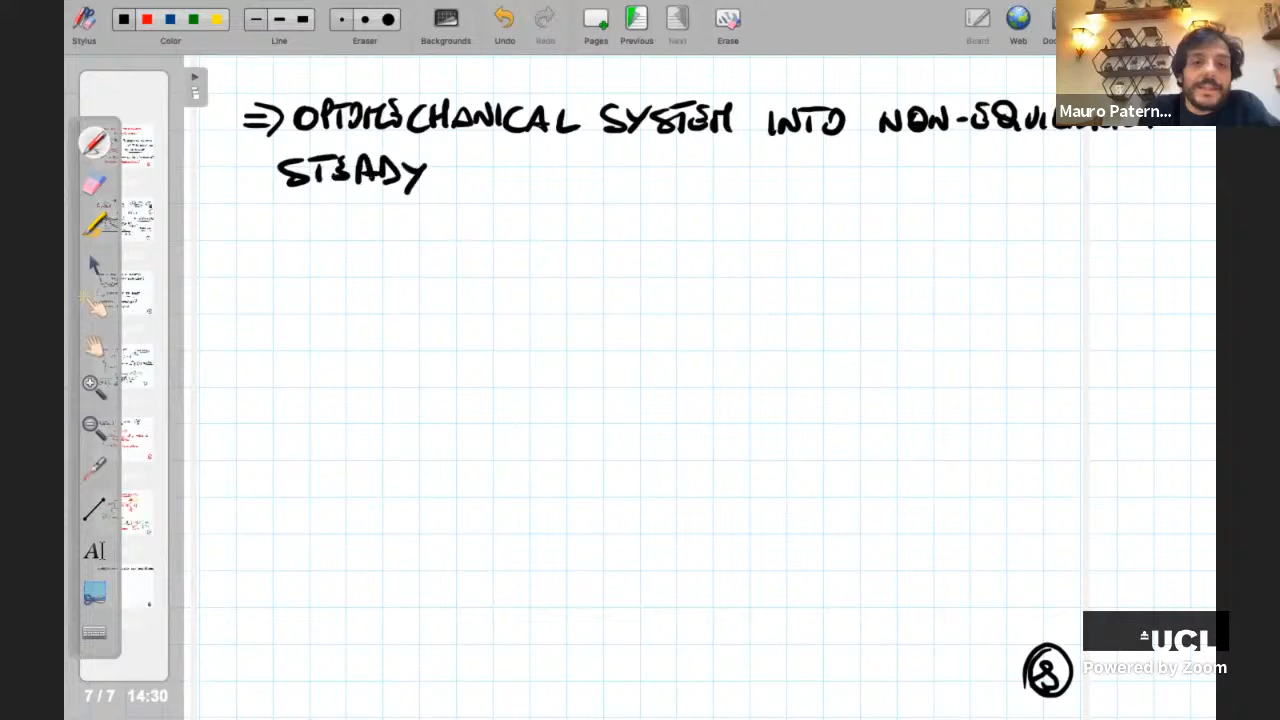 Stylus
Color
Line
Eraser
Backgrounds
Undo
Redo
Pages
Previous
Next
Erase
Board
Web
Mauro Patern...
⇒ OPTOMECHANICAL SYSTEM INTO
STEADY
7 / 7 14:30
8
UCL
Powered by Zoom